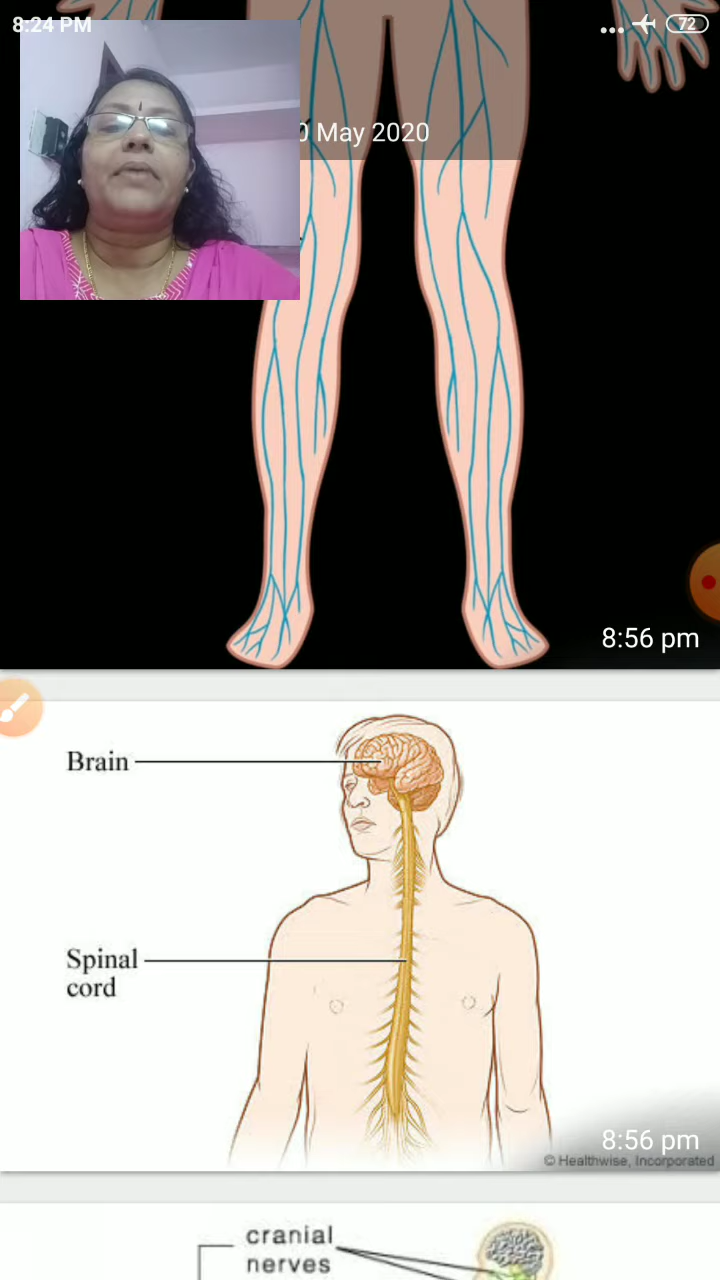 8:24 PM
72
0 May 2020
8:56 pm
Brain
Spinal
cord
8:56 pm
© Healthwise, Incorporated
cranial
nerves